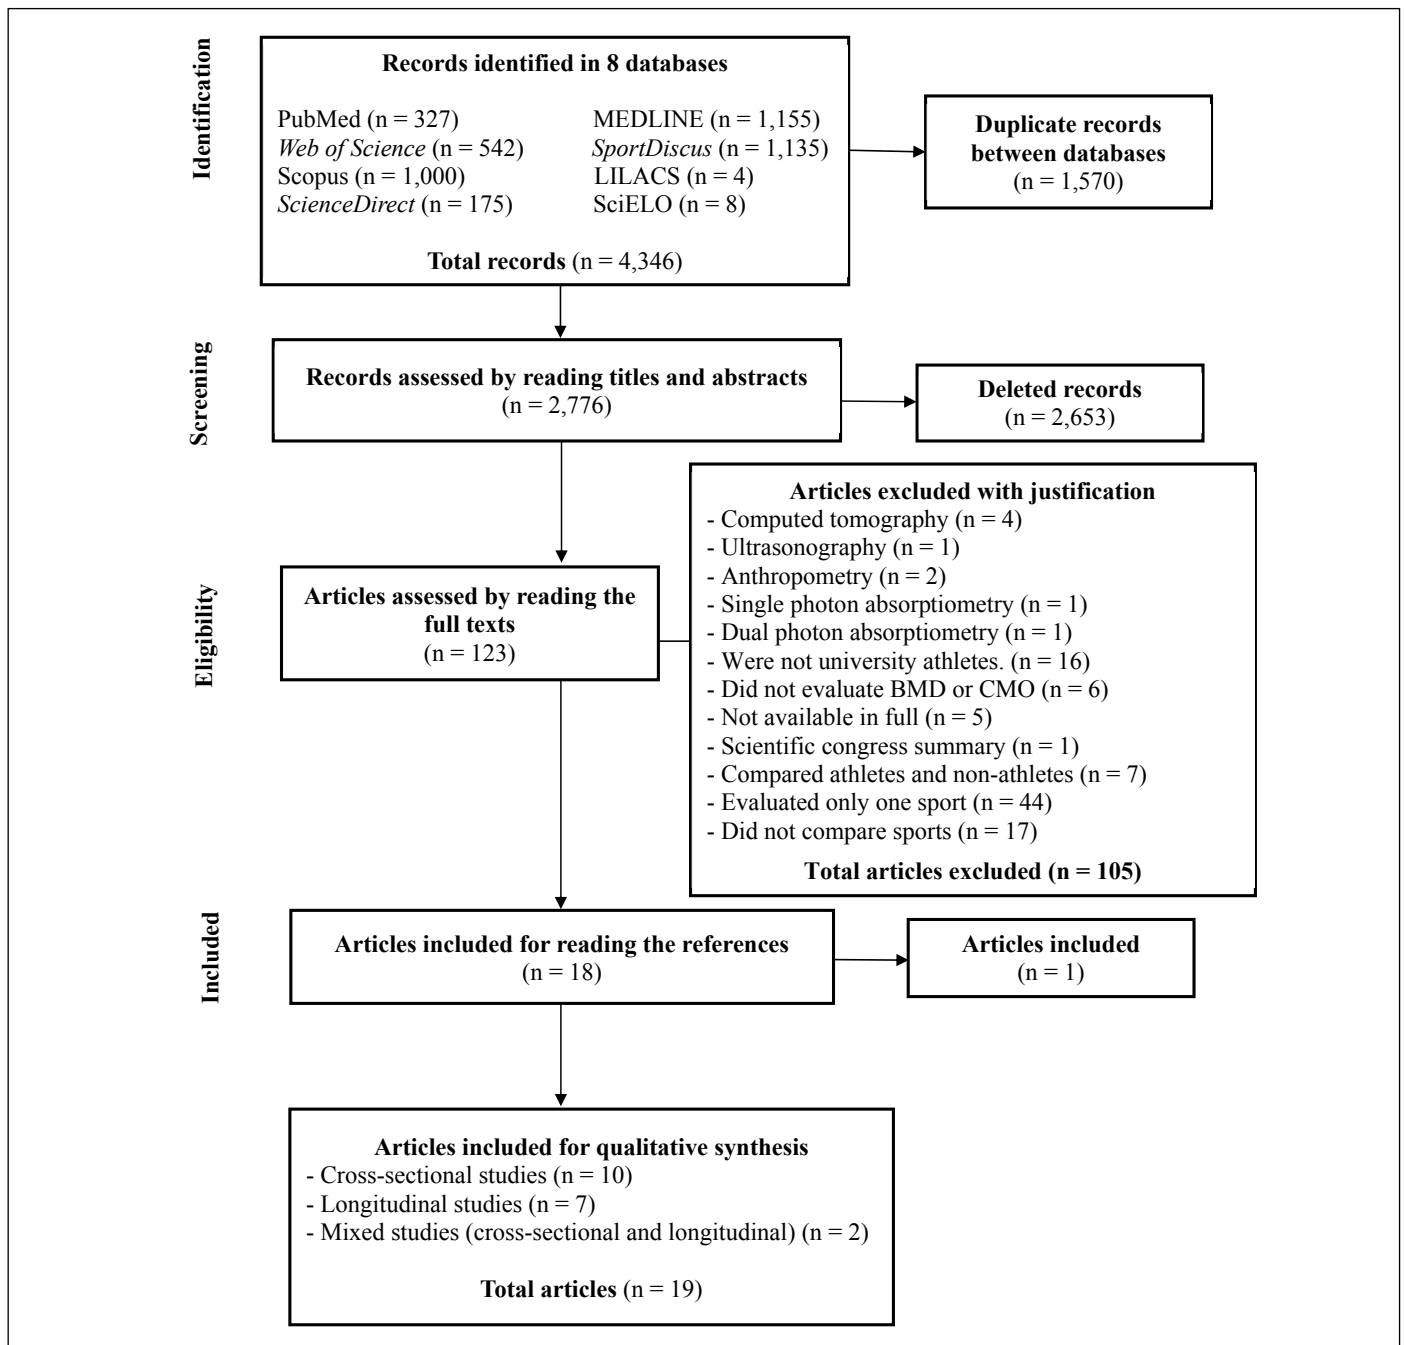 Identification
Records identified in 8 databases
PubMed (n = 327)
Web of Science (n = 542)
Scopus (n = 1,000)
ScienceDirect (n = 175)
MEDLINE (n = 1,155)
SportDiscus (n = 1,135)
LILACS (n = 4)
SciELO (n = 8)
Total records (n = 4,346)
Duplicate records
between databases
(n = 1,570)
Screening
Records assessed by reading titles and abstracts
(n = 2,776)
Deleted records
(n = 2,653)
Eligibility
Articles assessed by reading the
full texts
(n = 123)
Articles excluded with justification
- Computed tomography (n = 4)
- Ultrasonography (n = 1)
- Anthropometry (n = 2)
- Single photon absorptiometry (n = 1)
- Dual photon absorptiometry (n = 1)
- Were not university athletes. (n = 16)
- Did not evaluate BMD or CMO (n = 6)
- Not available in full (n = 5)
- Scientific congress summary (n = 1)
- Compared athletes and non-athletes (n = 7)
- Evaluated only one sport (n = 44)
- Did not compare sports (n = 17)
Total articles excluded (n = 105)
Included
Articles included for reading the references
(n = 18)
Articles included
(n = 1)
Articles included for qualitative synthesis
- Cross-sectional studies (n = 10)
- Longitudinal studies (n = 7)
- Mixed studies (cross-sectional and longitudinal) (n = 2)
Total articles (n = 19)